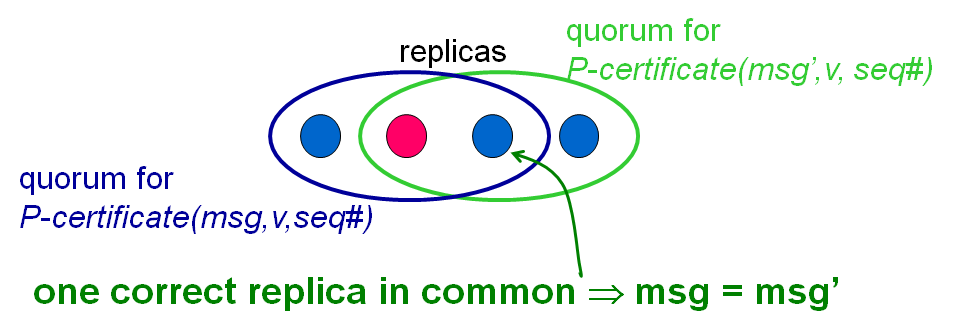 quorum for
P-certificate(msg’,v, seq#)
replicas
quorum for
P-certificate(msg,v,seq#)
one correct replica in common ⇒ msg = msg’